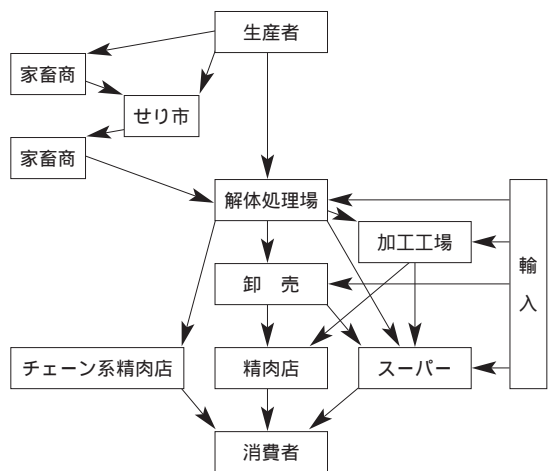 生産者
家畜商
せり市
家畜商
解体処理場
加工工場
輸入
卸　売
チェーン系精肉店
精肉店
スーパー
消費者